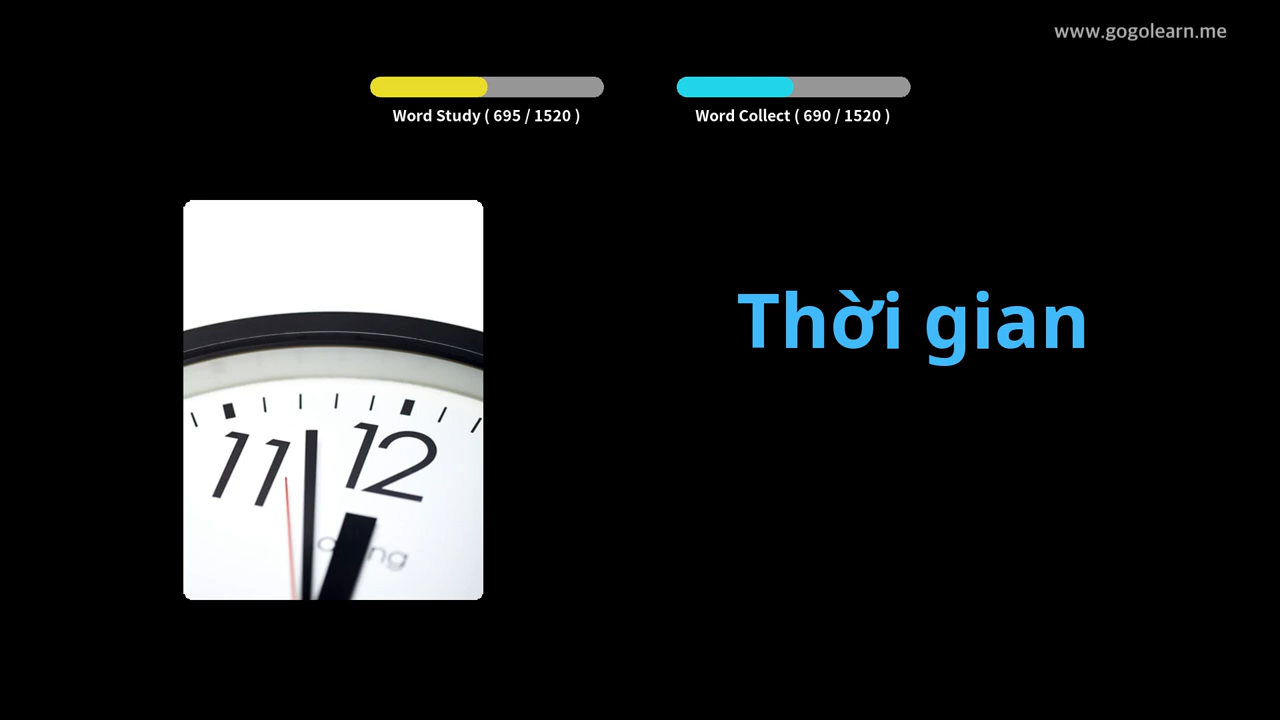 www.gogolearn.me
Word Study ( 695 / 1520 )
Word Collect ( 690 / 1520 )
Thời gian
11 12